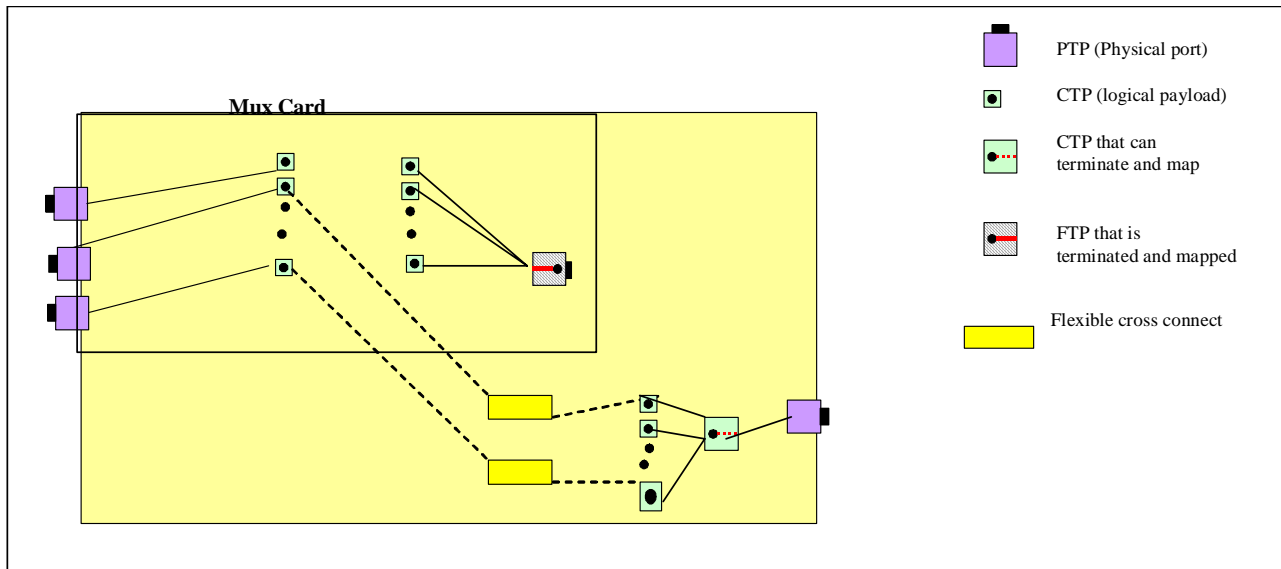 Mux Card
PTP (Physical port)
CTP (logical payload)
CTP that can
terminate and map
FTP that is
terminated and mapped
Flexible cross connect